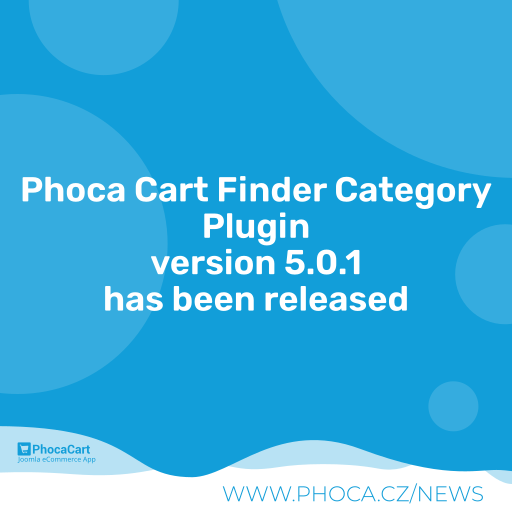 Phoca Cart Finder Category
Plugin
version 5.0.1
has been released
PhocaCart
Joomla eCommerce App
WWW.PHOCA.CZ/NEWS